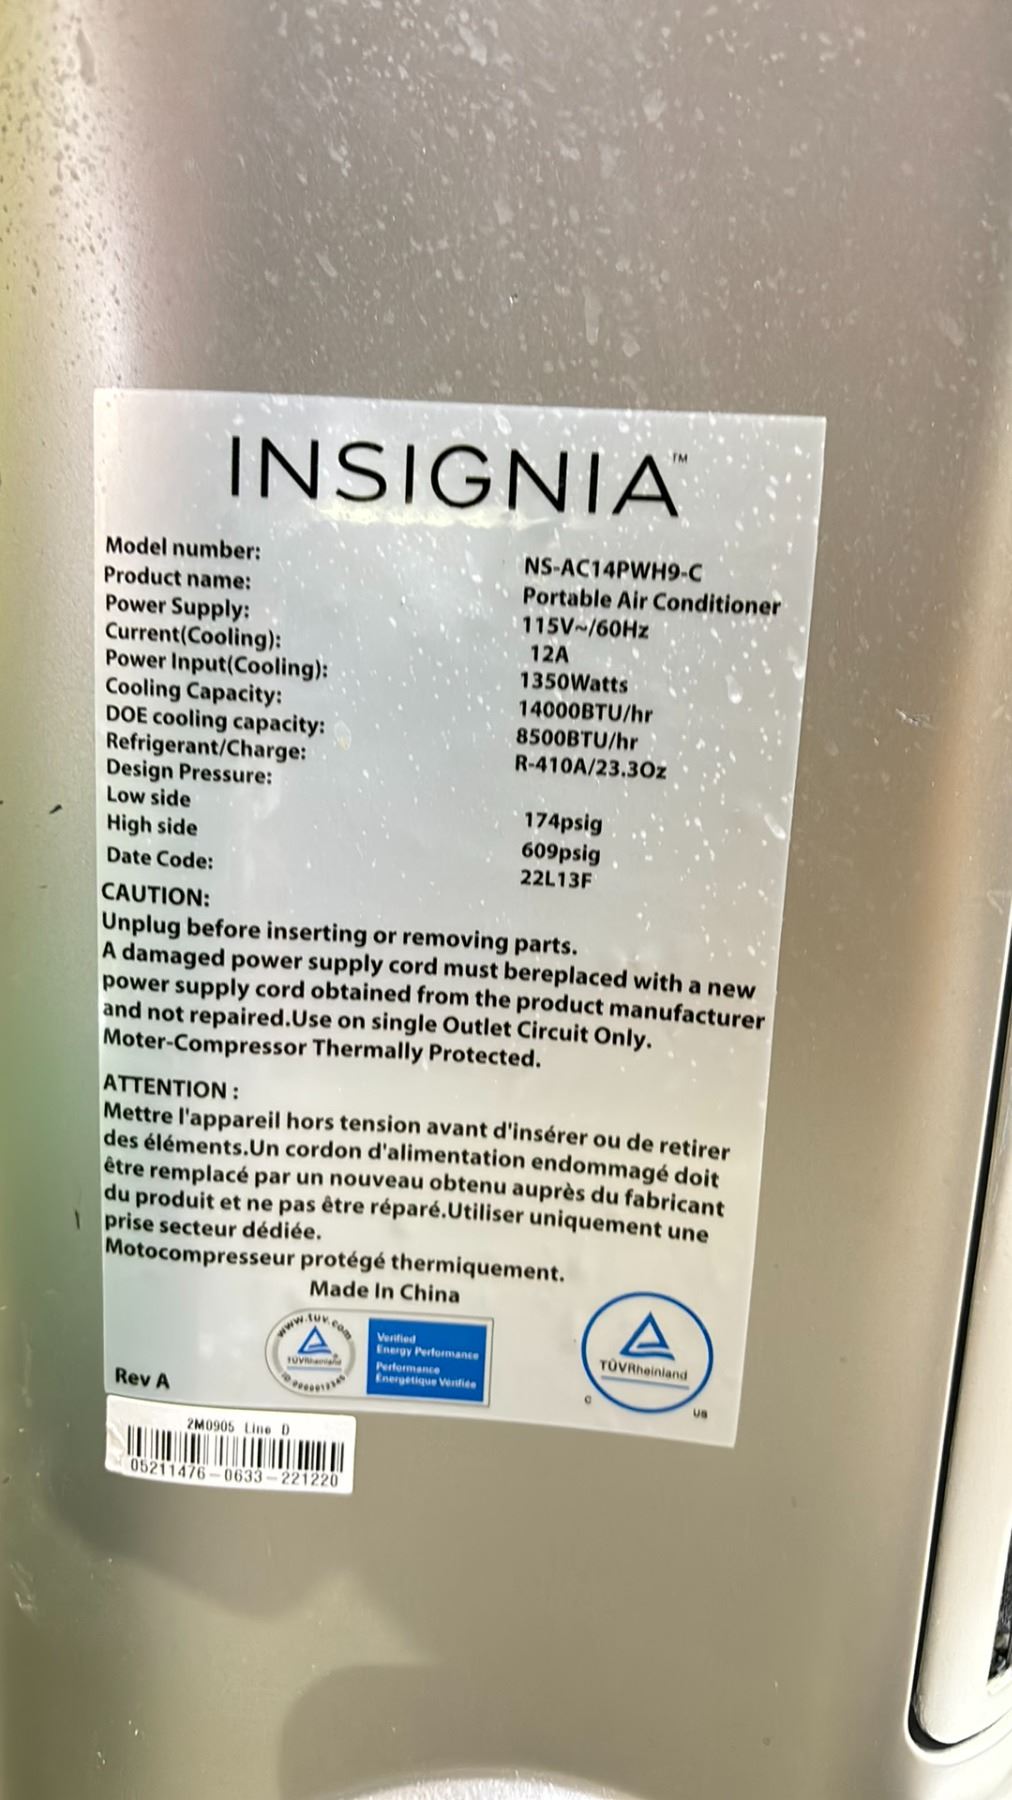 INSIGNIA™
Model number: NS-AC14PWH9-C
Product name: Portable Air Conditioner
Power Supply: 115V~/60Hz
Current(Cooling): 12A
Power Input(Cooling): 1350Watts
Cooling Capacity: 14000BTU/hr
DOE cooling capacity: 8500BTU/hr
Refrigerant/Charge: R-410A/23.3Oz
Design Pressure:
Low side 174psig
High side 609psig
Date Code: 22L13F
CAUTION:
Unplug before inserting or removing parts.
A damaged power supply cord must bereplaced with a new
power supply cord obtained from the product manufacturer
and not repaired.Use on single Outlet Circuit Only.
Moter-Compressor Thermally Protected.
ATTENTION :
Mettre l'appareil hors tension avant d'insérer ou de retirer
des éléments.Un cordon d'alimentation endommagé doit
être remplacé par un nouveau obtenu auprès du fabricant
du produit et ne pas être réparé.Utiliser uniquement une
prise secteur dédiée.
Motocompresseur protégé thermiquement.
Made In China
www.tuv.com
TÜVRheinland
Verified
Energy Performance
Performance
Énergétique Vérifiée
TÜVRheinland
C US
Rev A
2M0905 Line D
05211476-0633-221220